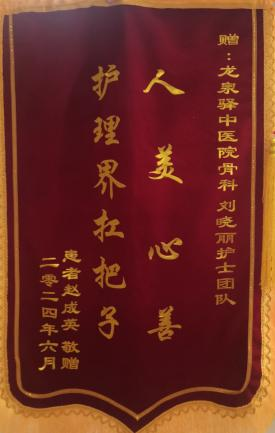 赠：龙泉驿中医院骨科 刘晓丽护士团队
人美心善
护理界扛把子
患者赵成英 敬赠
二零二四年六月